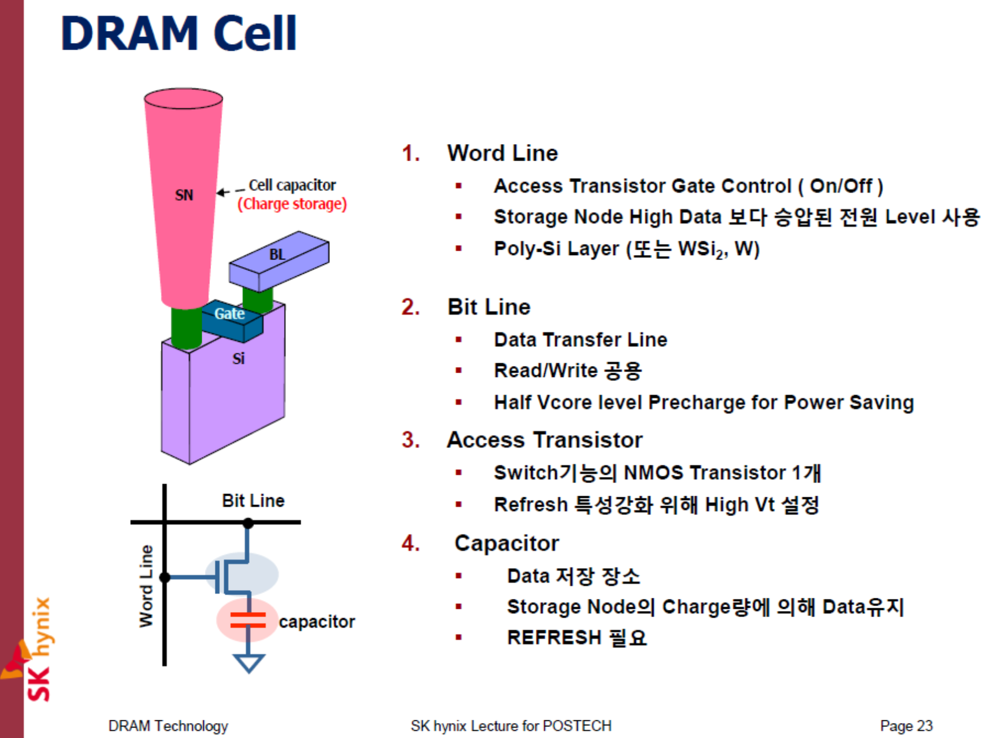 DRAM Cell
SN
Cell capacitor
(Charge storage)
BL
Gate
Si
Bit Line
Word Line
capacitor
1. Word Line
▪ Access Transistor Gate Control ( On/Off )
▪ Storage Node High Data 보다 승압된 전원 Level 사용
▪ Poly-Si Layer (또는 WSi₂, W)
2. Bit Line
▪ Data Transfer Line
▪ Read/Write 공용
▪ Half Vcore level Precharge for Power Saving
3. Access Transistor
▪ Switch기능의 NMOS Transistor 1개
▪ Refresh 특성강화 위해 High Vt 설정
4. Capacitor
▪ Data 저장 장소
▪ Storage Node의 Charge량에 의해 Data유지
▪ REFRESH 필요
SK hynix
DRAM Technology
SK hynix Lecture for POSTECH
Page 23